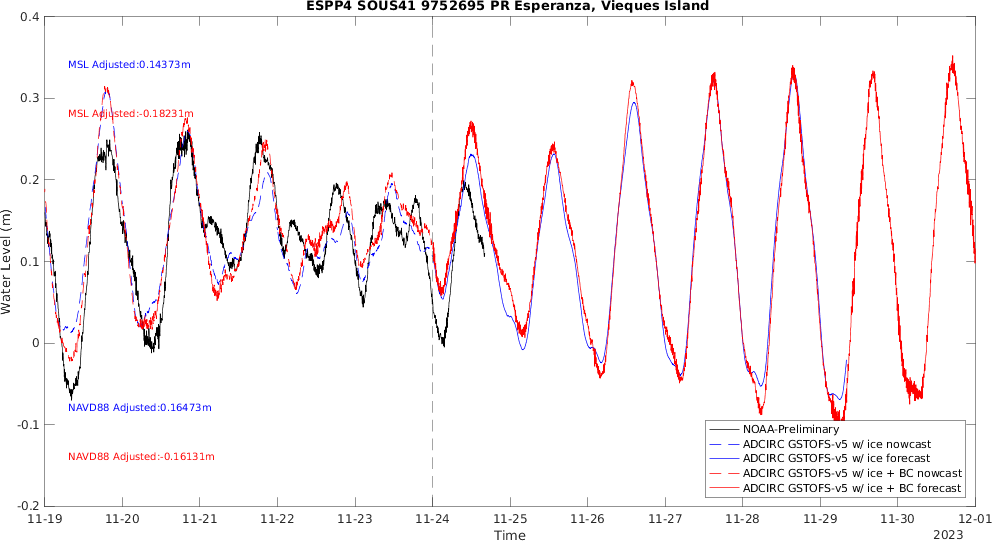 ESPP4 SOUS41 9752695 PR Esperanza, Vieques Island
0.4
0.3
0.2
0.1
0
-0.1
-0.2
Water Level (m)
MSL Adjusted:0.14373m
MSL Adjusted:-0.18231m
NAVD88 Adjusted:0.16473m
NAVD88 Adjusted:-0.16131m
NOAA-Preliminary
ADCIRC GSTOFS-v5 w/ ice nowcast
ADCIRC GSTOFS-v5 w/ ice forecast
ADCIRC GSTOFS-v5 w/ ice + BC nowcast
ADCIRC GSTOFS-v5 w/ ice + BC forecast
11-19 11-20 11-21 11-22 11-23 11-24 11-25 11-26 11-27 11-28 11-29 11-30 12-01
Time
2023